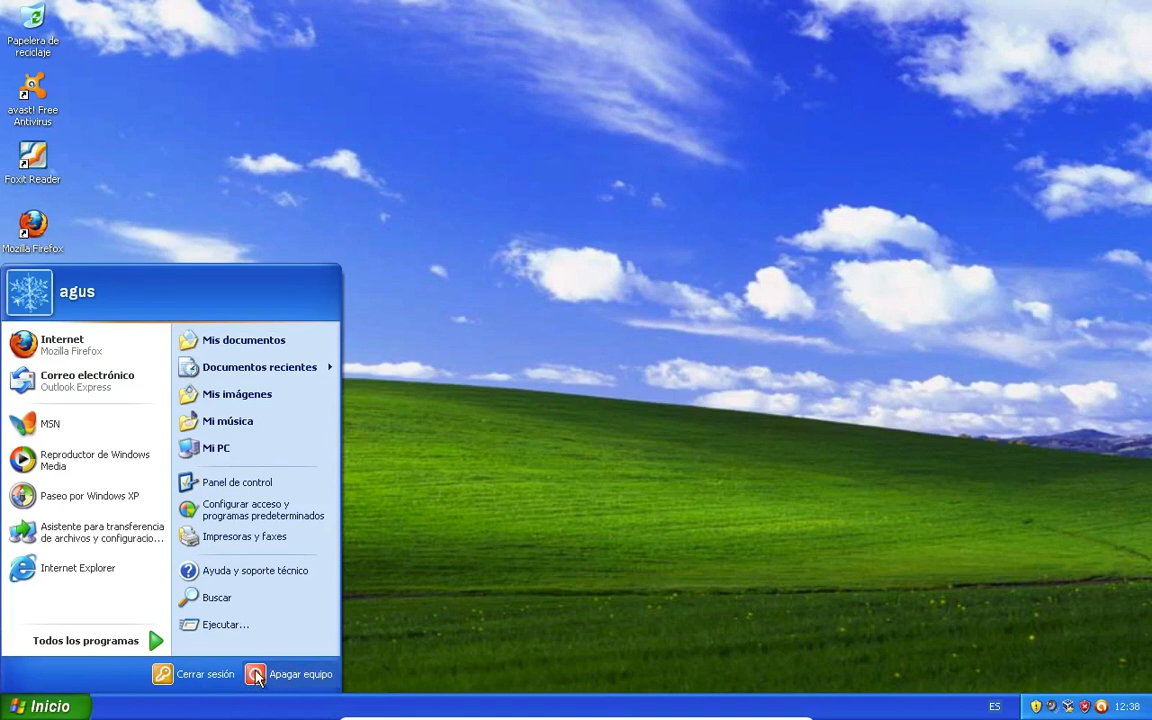 Papelera de
reciclaje
avast! Free
Antivirus
Foxit Reader
Mozilla Firefox
agus
Internet
Mozilla Firefox
Correo electrónico
Outlook Express
MSN
Reproductor de Windows
Media
Paseo por Windows XP
Asistente para transferencia
de archivos y configuracio...
Internet Explorer
Todos los programas
Mis documentos
Documentos recientes
Mis imágenes
Mi música
Mi PC
Panel de control
Configurar acceso y
programas predeterminados
Impresoras y faxes
Ayuda y soporte técnico
Buscar
Ejecutar...
Cerrar sesión
Apagar equipo
Inicio
ES
12:38